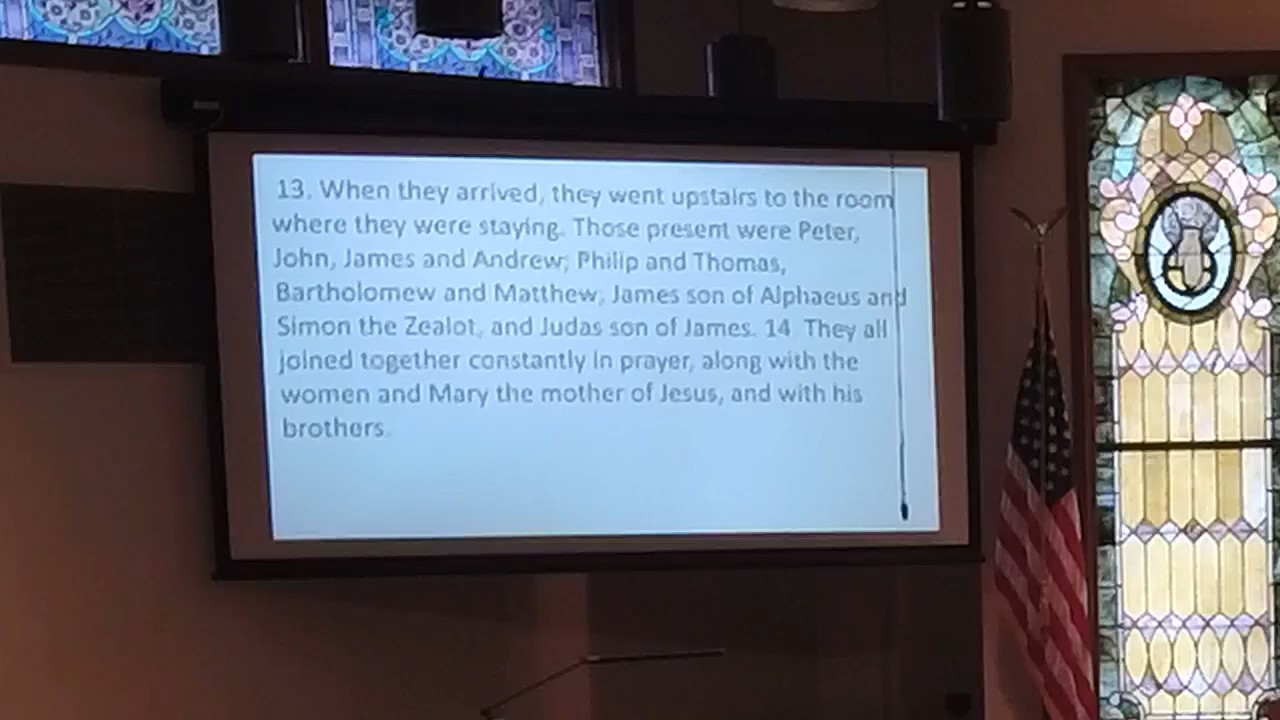 13. When they arrived, they went upstairs to the room
where they were staying. Those present were Peter,
John, James and Andrew; Philip and Thomas,
Bartholomew and Matthew; James son of Alphaeus and
Simon the Zealot, and Judas son of James. 14. They all
joined together constantly in prayer, along with the
women and Mary the mother of Jesus, and with his
brothers.